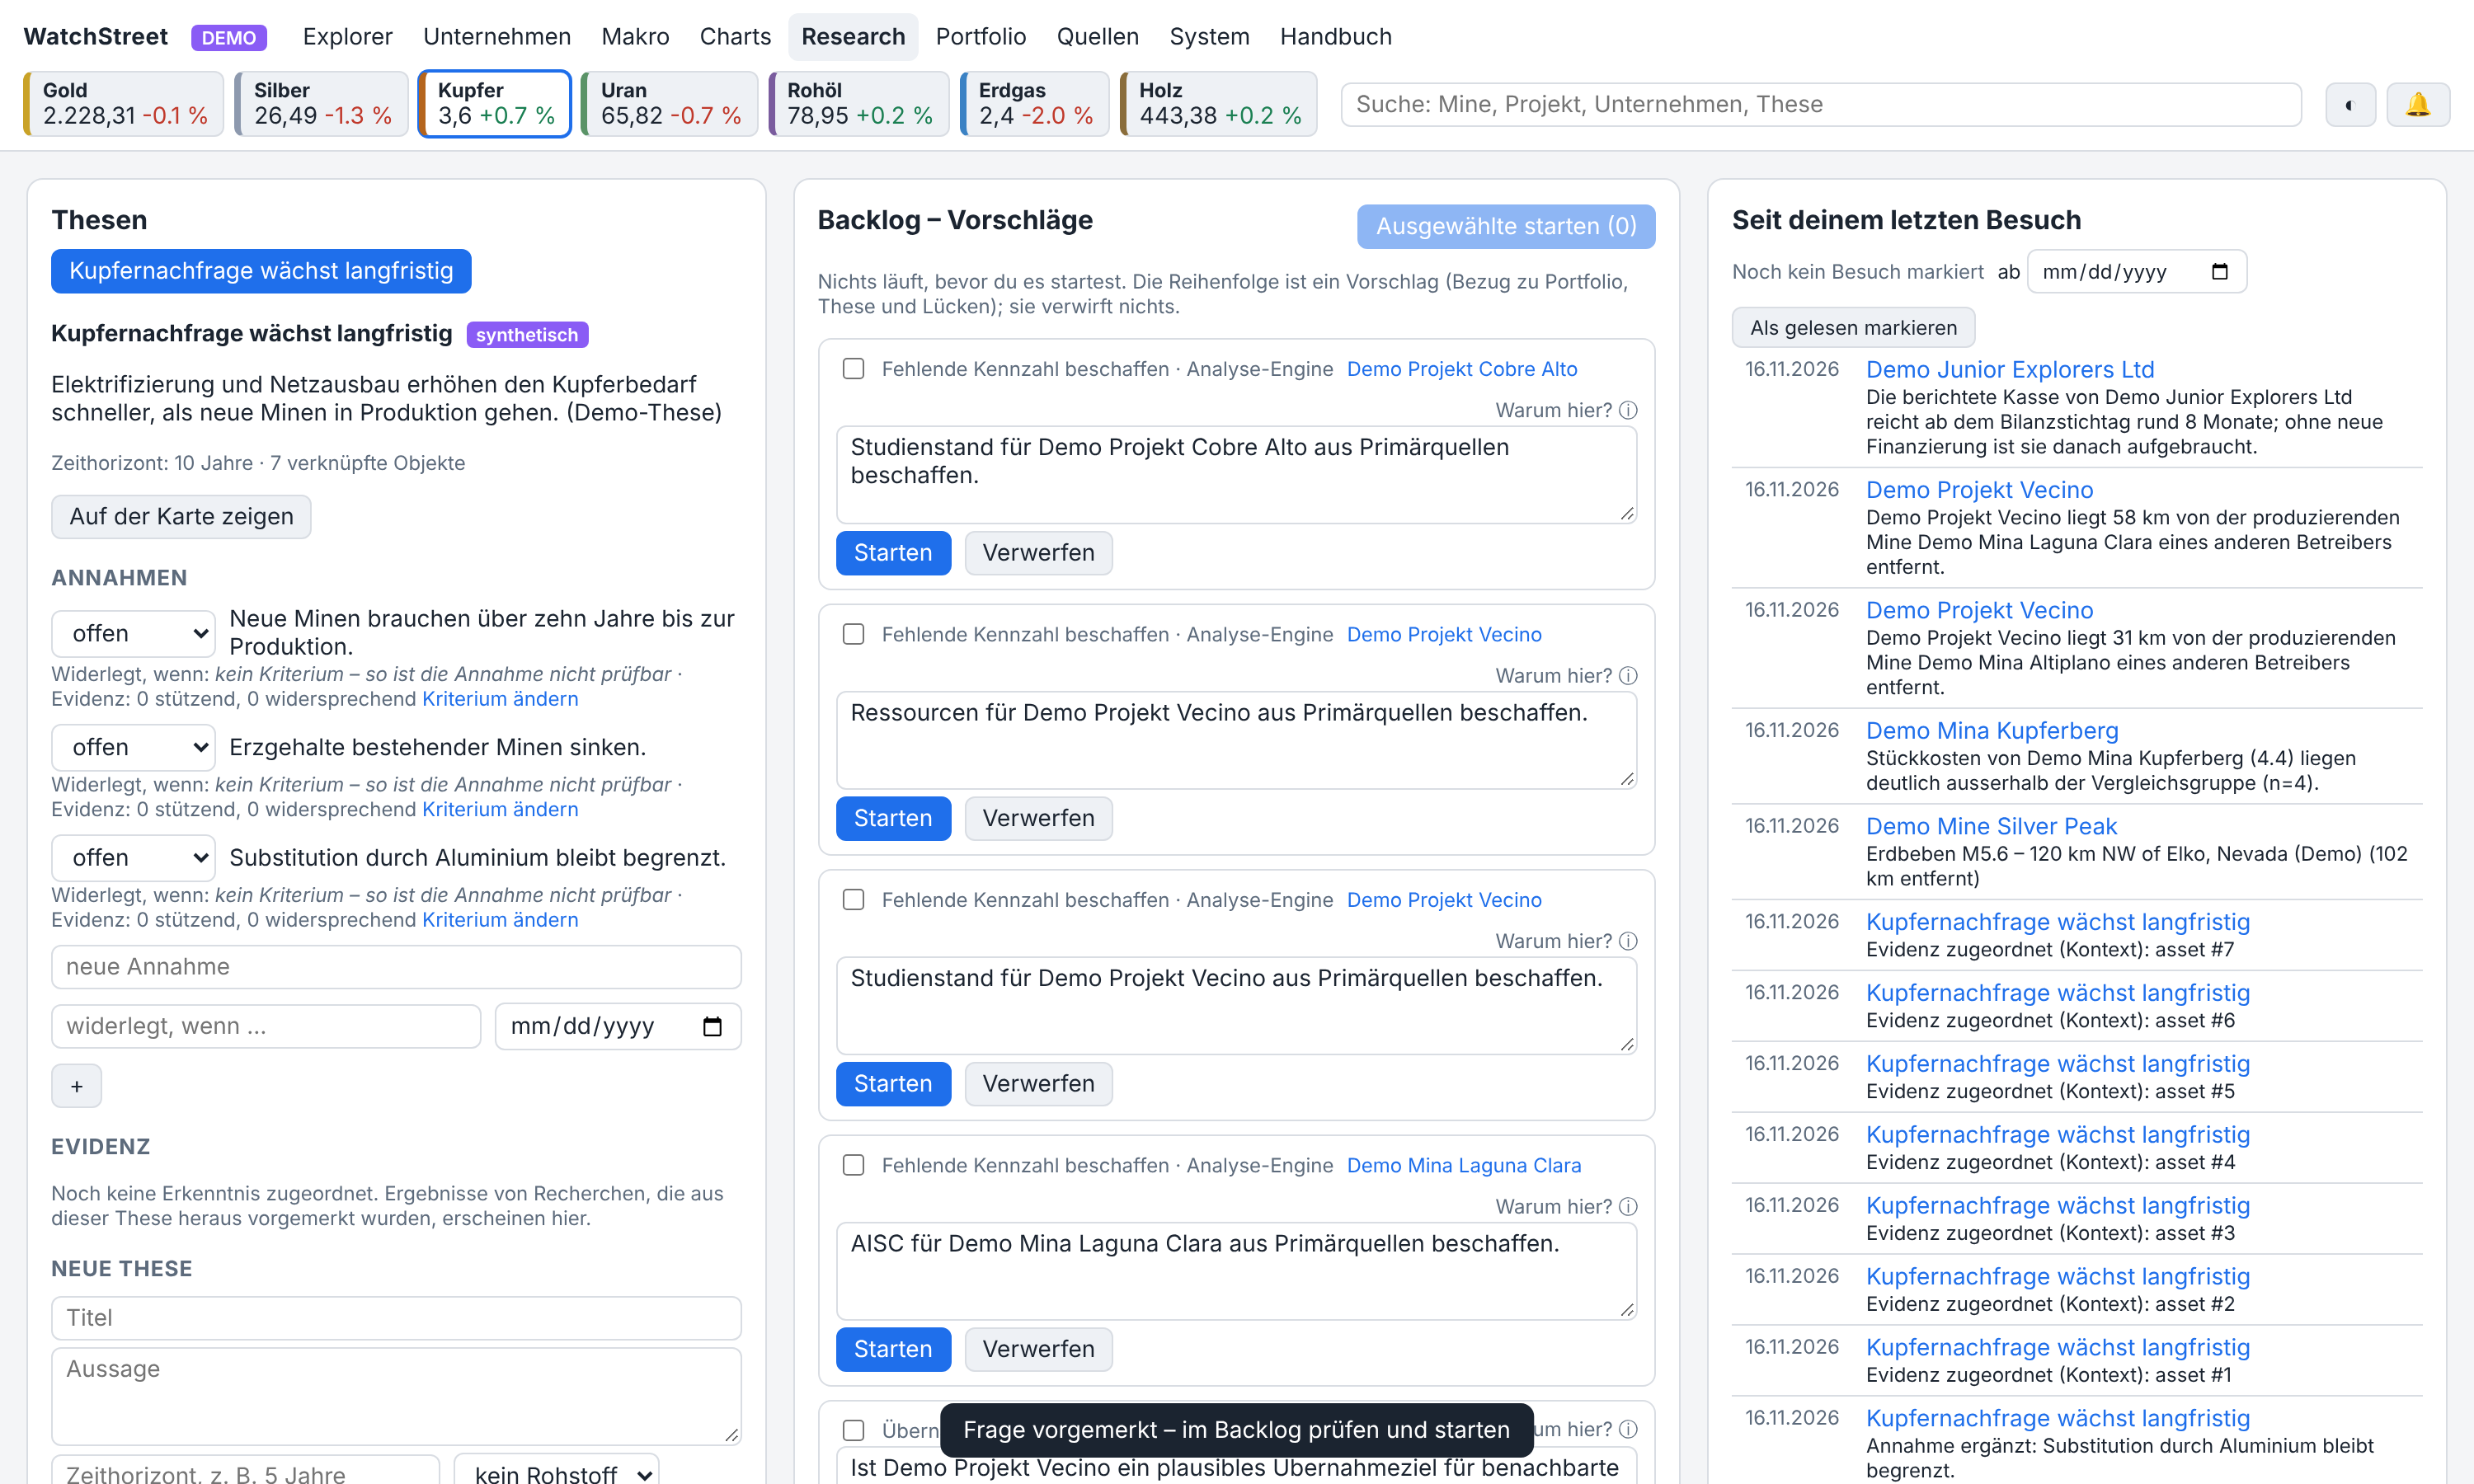 WatchStreet DEMO Explorer Unternehmen Makro Charts Research Portfolio Quellen System Handbuch
Gold
2.228,31 -0.1 %
Silber
26,49 -1.3 %
Kupfer
3,6 +0.7 %
Uran
65,82 -0.7 %
Rohöl
78,95 +0.2 %
Erdgas
2,4 -2.0 %
Holz
443,38 +0.2 %
Suche: Mine, Projekt, Unternehmen, These
Thesen
Kupfernachfrage wächst langfristig
Kupfernachfrage wächst langfristig synthetisch
Elektrifizierung und Netzausbau erhöhen den Kupferbedarf
schneller, als neue Minen in Produktion gehen. (Demo-These)
Zeithorizont: 10 Jahre · 7 verknüpfte Objekte
Auf der Karte zeigen
ANNAHMEN
offen Neue Minen brauchen über zehn Jahre bis zur
Produktion.
Widerlegt, wenn: kein Kriterium – so ist die Annahme nicht prüfbar ·
Evidenz: 0 stützend, 0 widersprechend Kriterium ändern
offen Erzgehalte bestehender Minen sinken.
Widerlegt, wenn: kein Kriterium – so ist die Annahme nicht prüfbar ·
Evidenz: 0 stützend, 0 widersprechend Kriterium ändern
offen Substitution durch Aluminium bleibt begrenzt.
Widerlegt, wenn: kein Kriterium – so ist die Annahme nicht prüfbar ·
Evidenz: 0 stützend, 0 widersprechend Kriterium ändern
neue Annahme
widerlegt, wenn ... mm/dd/yyyy
+
EVIDENZ
Noch keine Erkenntnis zugeordnet. Ergebnisse von Recherchen, die aus
dieser These heraus vorgemerkt wurden, erscheinen hier.
NEUE THESE
Titel
Aussage
Zeithorizont, z. B. 5 Jahre kein Rohstoff
Backlog – Vorschläge Ausgewählte starten (0)
Nichts läuft, bevor du es startest. Die Reihenfolge ist ein Vorschlag (Bezug zu Portfolio,
These und Lücken); sie verwirft nichts.
Fehlende Kennzahl beschaffen · Analyse-Engine Demo Projekt Cobre Alto
Warum hier? ⓘ
Studienstand für Demo Projekt Cobre Alto aus Primärquellen
beschaffen.
Starten Verwerfen
Fehlende Kennzahl beschaffen · Analyse-Engine Demo Projekt Vecino
Warum hier? ⓘ
Ressourcen für Demo Projekt Vecino aus Primärquellen beschaffen.
Starten Verwerfen
Fehlende Kennzahl beschaffen · Analyse-Engine Demo Projekt Vecino
Warum hier? ⓘ
Studienstand für Demo Projekt Vecino aus Primärquellen beschaffen.
Starten Verwerfen
Fehlende Kennzahl beschaffen · Analyse-Engine Demo Mina Laguna Clara
Warum hier? ⓘ
AISC für Demo Mina Laguna Clara aus Primärquellen beschaffen.
Starten Verwerfen
Frage vorgemerkt – im Backlog prüfen und starten
hier? ⓘ
Ist Demo Projekt Vecino ein plausibles Übernahmeziel für benachbarte
Seit deinem letzten Besuch
Noch kein Besuch markiert ab mm/dd/yyyy
Als gelesen markieren
16.11.2026 Demo Junior Explorers Ltd
Die berichtete Kasse von Demo Junior Explorers Ltd
reicht ab dem Bilanzstichtag rund 8 Monate; ohne neue
Finanzierung ist sie danach aufgebraucht.
16.11.2026 Demo Projekt Vecino
Demo Projekt Vecino liegt 58 km von der produzierenden
Mine Demo Mina Laguna Clara eines anderen Betreibers
entfernt.
16.11.2026 Demo Projekt Vecino
Demo Projekt Vecino liegt 31 km von der produzierenden
Mine Demo Mina Altiplano eines anderen Betreibers
entfernt.
16.11.2026 Demo Mina Kupferberg
Stückkosten von Demo Mina Kupferberg (4.4) liegen
deutlich ausserhalb der Vergleichsgruppe (n=4).
16.11.2026 Demo Mine Silver Peak
Erdbeben M5.6 – 120 km NW of Elko, Nevada (Demo) (102
km entfernt)
16.11.2026 Kupfernachfrage wächst langfristig
Evidenz zugeordnet (Kontext): asset #7
16.11.2026 Kupfernachfrage wächst langfristig
Evidenz zugeordnet (Kontext): asset #6
16.11.2026 Kupfernachfrage wächst langfristig
Evidenz zugeordnet (Kontext): asset #5
16.11.2026 Kupfernachfrage wächst langfristig
Evidenz zugeordnet (Kontext): asset #4
16.11.2026 Kupfernachfrage wächst langfristig
Evidenz zugeordnet (Kontext): asset #3
16.11.2026 Kupfernachfrage wächst langfristig
Evidenz zugeordnet (Kontext): asset #2
16.11.2026 Kupfernachfrage wächst langfristig
Evidenz zugeordnet (Kontext): asset #1
16.11.2026 Kupfernachfrage wächst langfristig
Annahme ergänzt: Substitution durch Aluminium bleibt
begrenzt.